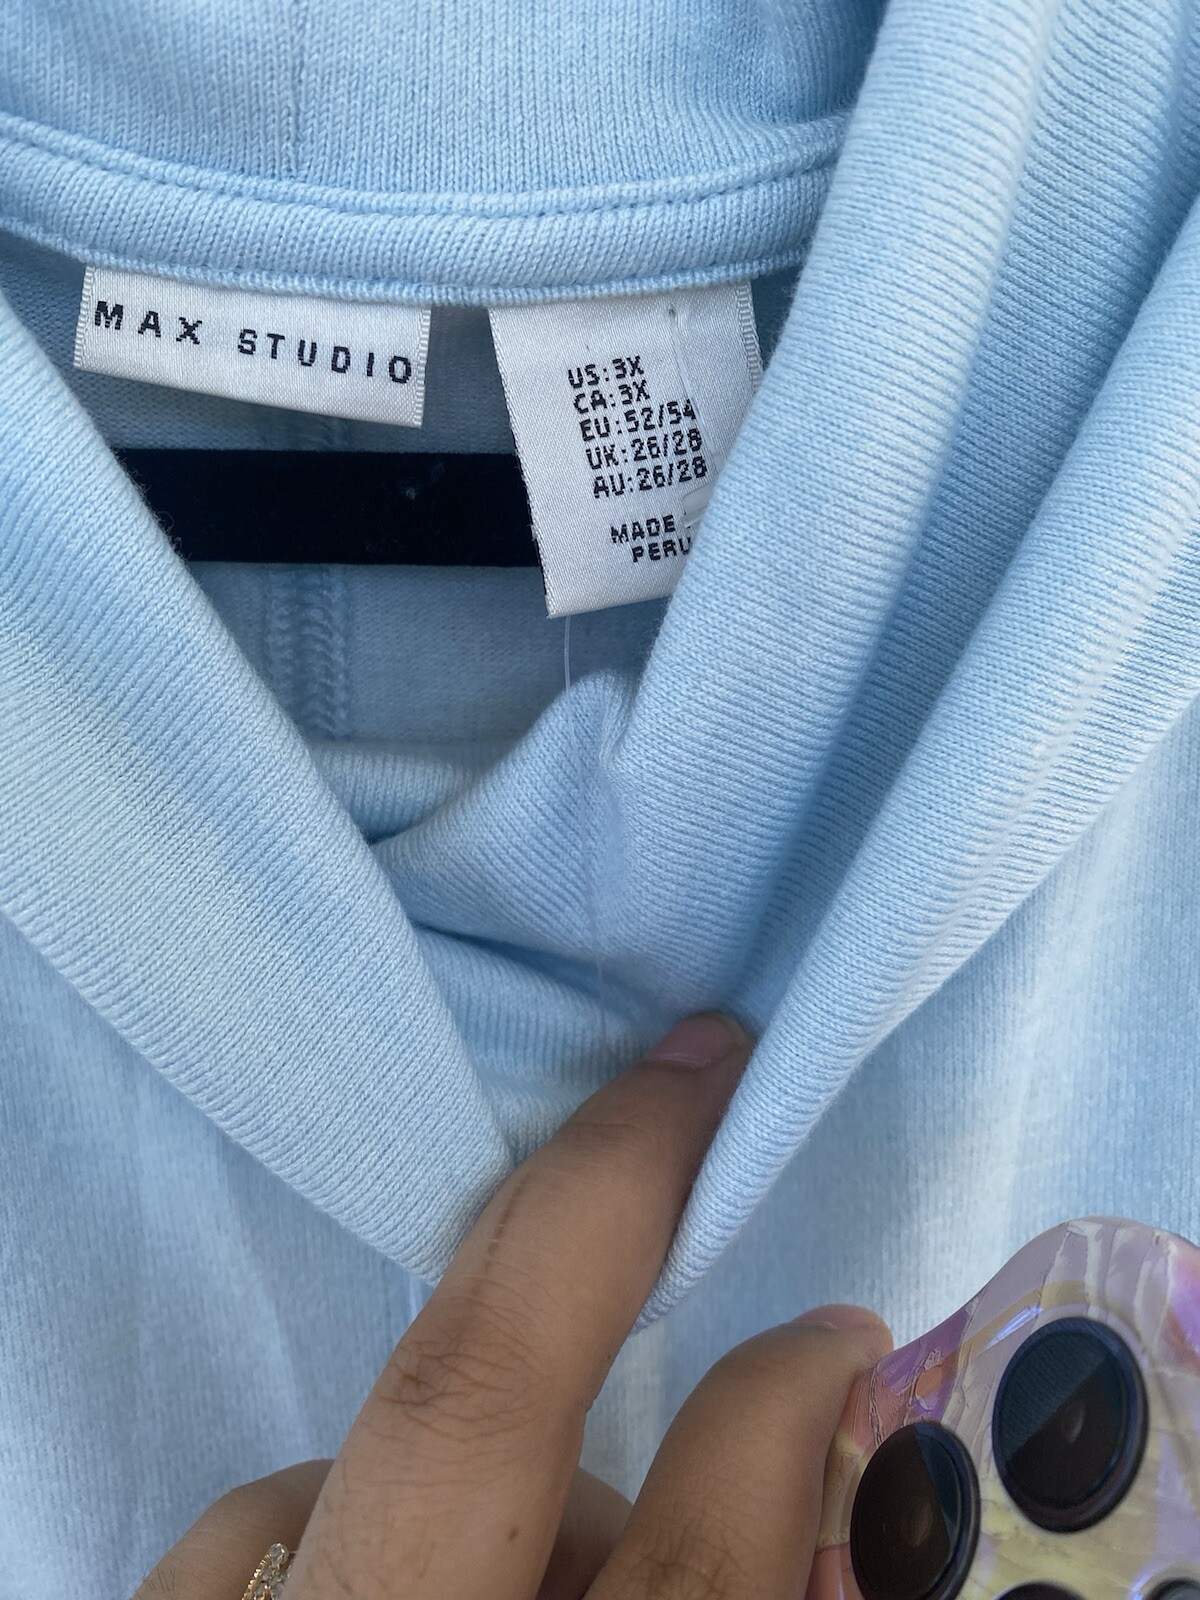 MAX STUDIO
US:3X
CA:3X
EU:52/54
UK:26/28
AU:26/28
MADE
PERU